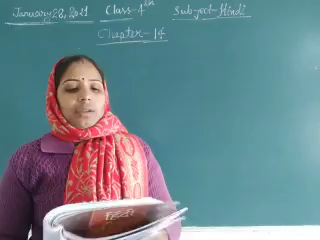 January 28, 2021 Class-4th Subject-Hindi
Chapter-14
हिंदी